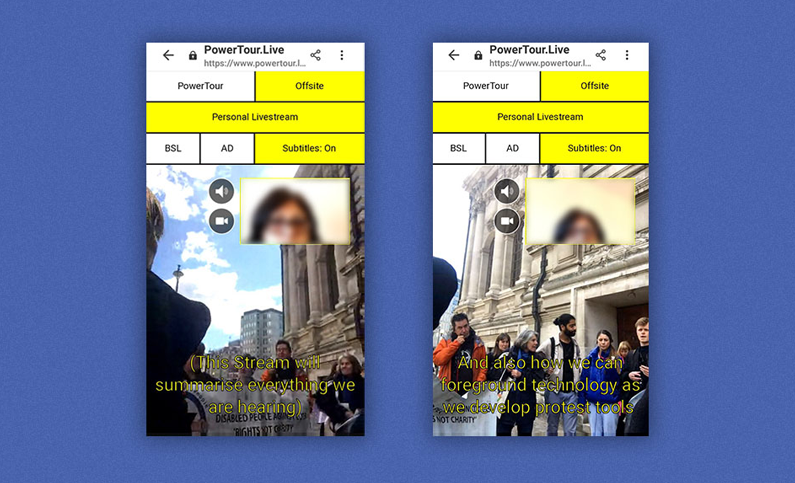 PowerTour.Live
https://www.powertour.l...
PowerTour
Offsite
Personal Livestream
BSL
AD
Subtitles: On
(This Stream will
summarise everything we
are hearing)
DISABLED PEOPLE AGAINST
'RIGHTS NOT CHARITY'
PowerTour.Live
https://www.powertour.l...
PowerTour
Offsite
Personal Livestream
BSL
AD
Subtitles: On
And also how we can
foreground technology as
we develop protest tools
NOT CHARITY'